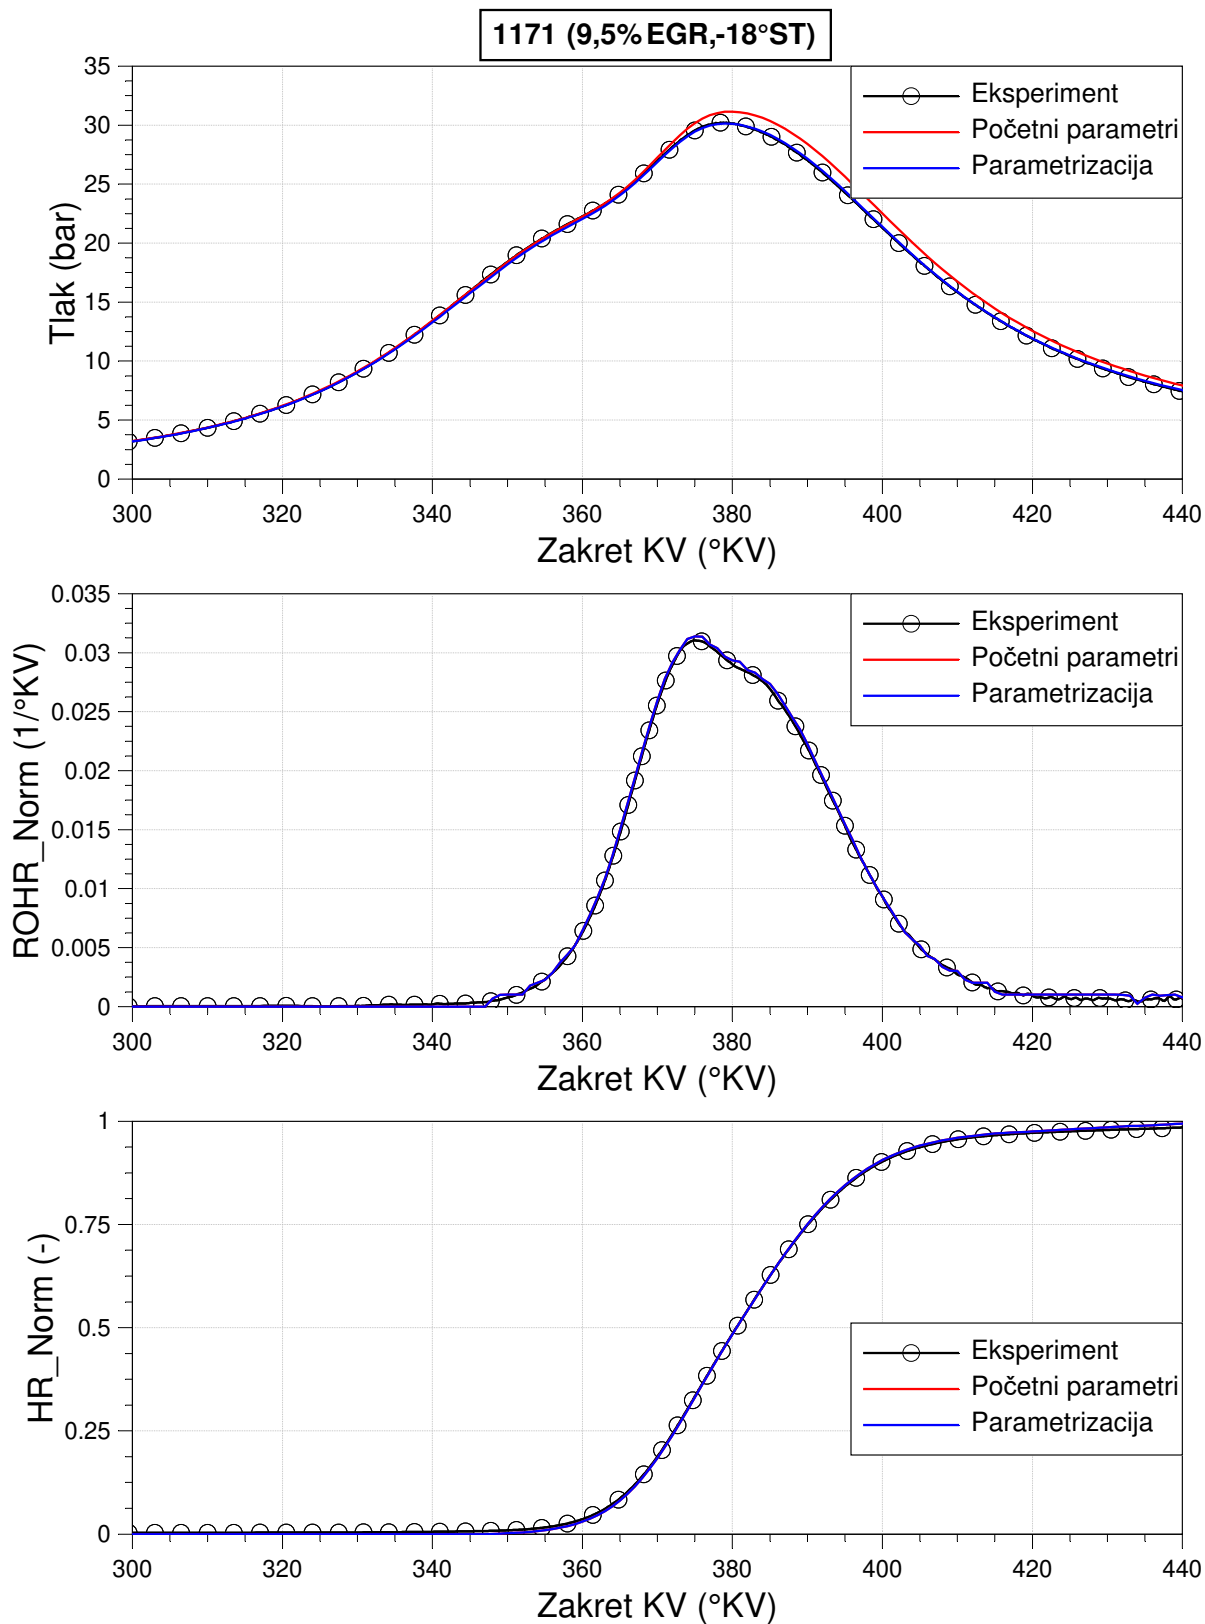 1171 (9,5% EGR,-18°ST)
35
30
25
20
15
10
5
0
Tlak (bar)
Eksperiment
Početni parametri
Parametrizacija
300 320 340 360 380 400 420 440
Zakret KV (°KV)
0.035
0.03
0.025
0.02
0.015
0.01
0.005
0
ROHR_Norm (1/°KV)
Eksperiment
Početni parametri
Parametrizacija
300 320 340 360 380 400 420 440
Zakret KV (°KV)
1
0.75
0.5
0.25
0
HR_Norm (-)
Eksperiment
Početni parametri
Parametrizacija
300 320 340 360 380 400 420 440
Zakret KV (°KV)